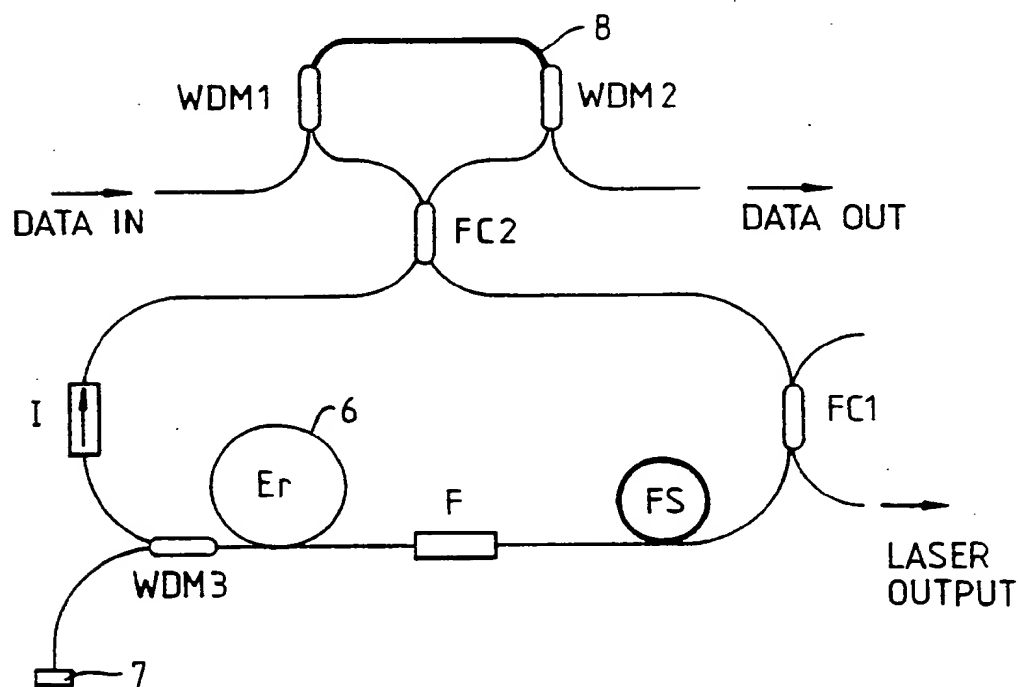 8
WDM1
WDM2
DATA IN
FC2
DATA OUT
I
6
Er
F
FS
FC1
WDM3
LASER
OUTPUT
7